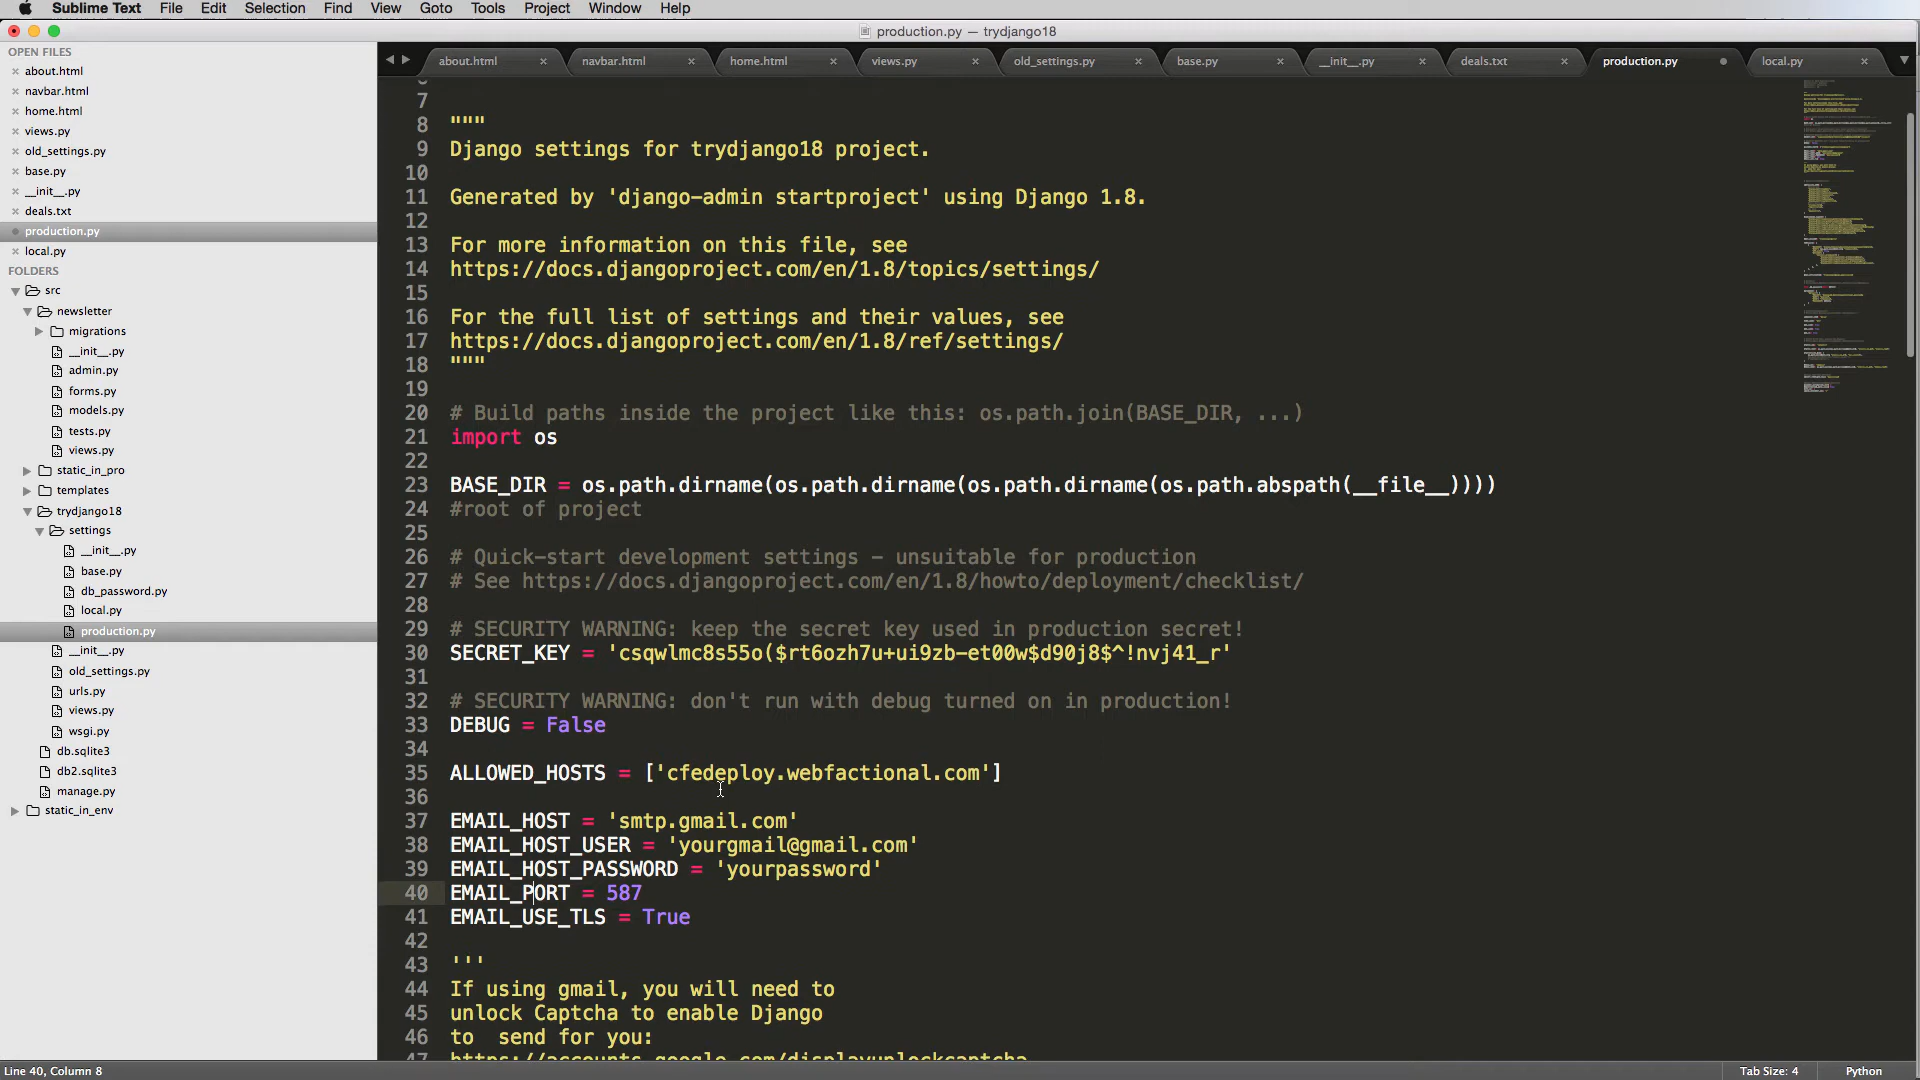 Sublime Text File Edit Selection Find View Goto Tools Project Window Help
production.py — trydjango18
OPEN FILES
about.html
navbar.html
home.html
views.py
old_settings.py
base.py
__init__.py
deals.txt
production.py
local.py
FOLDERS
src
newsletter
migrations
__init__.py
admin.py
forms.py
models.py
tests.py
views.py
static_in_pro
templates
trydjango18
settings
__init__.py
base.py
db_password.py
local.py
production.py
__init__.py
old_settings.py
urls.py
views.py
wsgi.py
db.sqlite3
db2.sqlite3
manage.py
static_in_env
about.html navbar.html home.html views.py old_settings.py base.py __init__.py deals.txt production.py local.py
7
8 """
9 Django settings for trydjango18 project.
10
11 Generated by 'django-admin startproject' using Django 1.8.
12
13 For more information on this file, see
14 https://docs.djangoproject.com/en/1.8/topics/settings/
15
16 For the full list of settings and their values, see
17 https://docs.djangoproject.com/en/1.8/ref/settings/
18 """
19
20 # Build paths inside the project like this: os.path.join(BASE_DIR, ...)
21 import os
22
23 BASE_DIR = os.path.dirname(os.path.dirname(os.path.dirname(os.path.abspath(__file__))))
24 #root of project
25
26 # Quick-start development settings - unsuitable for production
27 # See https://docs.djangoproject.com/en/1.8/howto/deployment/checklist/
28
29 # SECURITY WARNING: keep the secret key used in production secret!
30 SECRET_KEY = 'csqwlmc8s55o($rt6ozh7u+ui9zb-et00w$d90j8$^!nvj41_r'
31
32 # SECURITY WARNING: don't run with debug turned on in production!
33 DEBUG = False
34
35 ALLOWED_HOSTS = ['cfedeploy.webfactional.com']
36
37 EMAIL_HOST = 'smtp.gmail.com'
38 EMAIL_HOST_USER = 'yourgmail@gmail.com'
39 EMAIL_HOST_PASSWORD = 'yourpassword'
40 EMAIL_PORT = 587
41 EMAIL_USE_TLS = True
42
43 '''
44 If using gmail, you will need to
45 unlock Captcha to enable Django
46 to  send for you:
47 https://accounts.google.com/displayunlockcaptcha
Line 40, Column 8 Tab Size: 4 Python